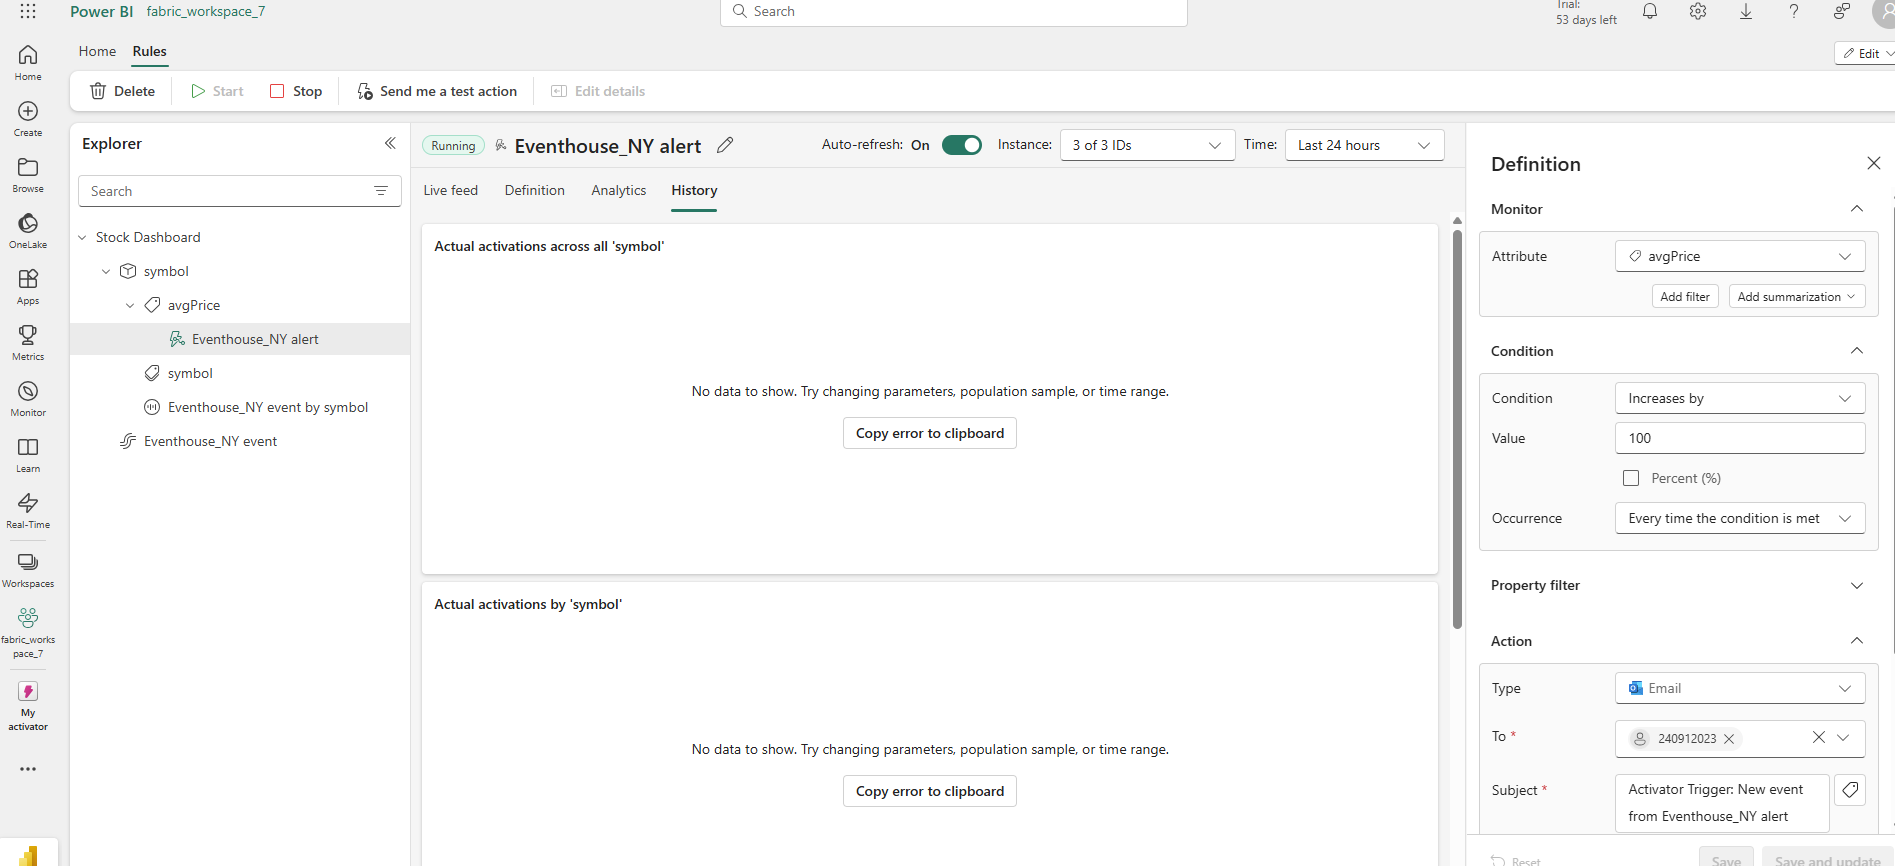 Power BI fabric_workspace_7
Search
Trial:
53 days left
Home
Create
Browse
OneLake
Apps
Metrics
Monitor
Learn
Real-Time
Workspaces
fabric_works
pace_7
My
activator
Home Rules
Edit
Delete Start Stop Send me a test action Edit details
Explorer
Search
Stock Dashboard
symbol
avgPrice
Eventhouse_NY alert
symbol
Eventhouse_NY event by symbol
Eventhouse_NY event
Running Eventhouse_NY alert
Auto-refresh: On Instance: 3 of 3 IDs Time: Last 24 hours
Live feed Definition Analytics History
Actual activations across all 'symbol'
No data to show. Try changing parameters, population sample, or time range.
Copy error to clipboard
Actual activations by 'symbol'
No data to show. Try changing parameters, population sample, or time range.
Copy error to clipboard
Definition
Monitor
Attribute avgPrice
Add filter Add summarization
Condition
Condition Increases by
Value 100
Percent (%)
Occurrence Every time the condition is met
Property filter
Action
Type Email
To * 240912023
Subject * Activator Trigger: New event
from Eventhouse_NY alert
Reset Save Save and update